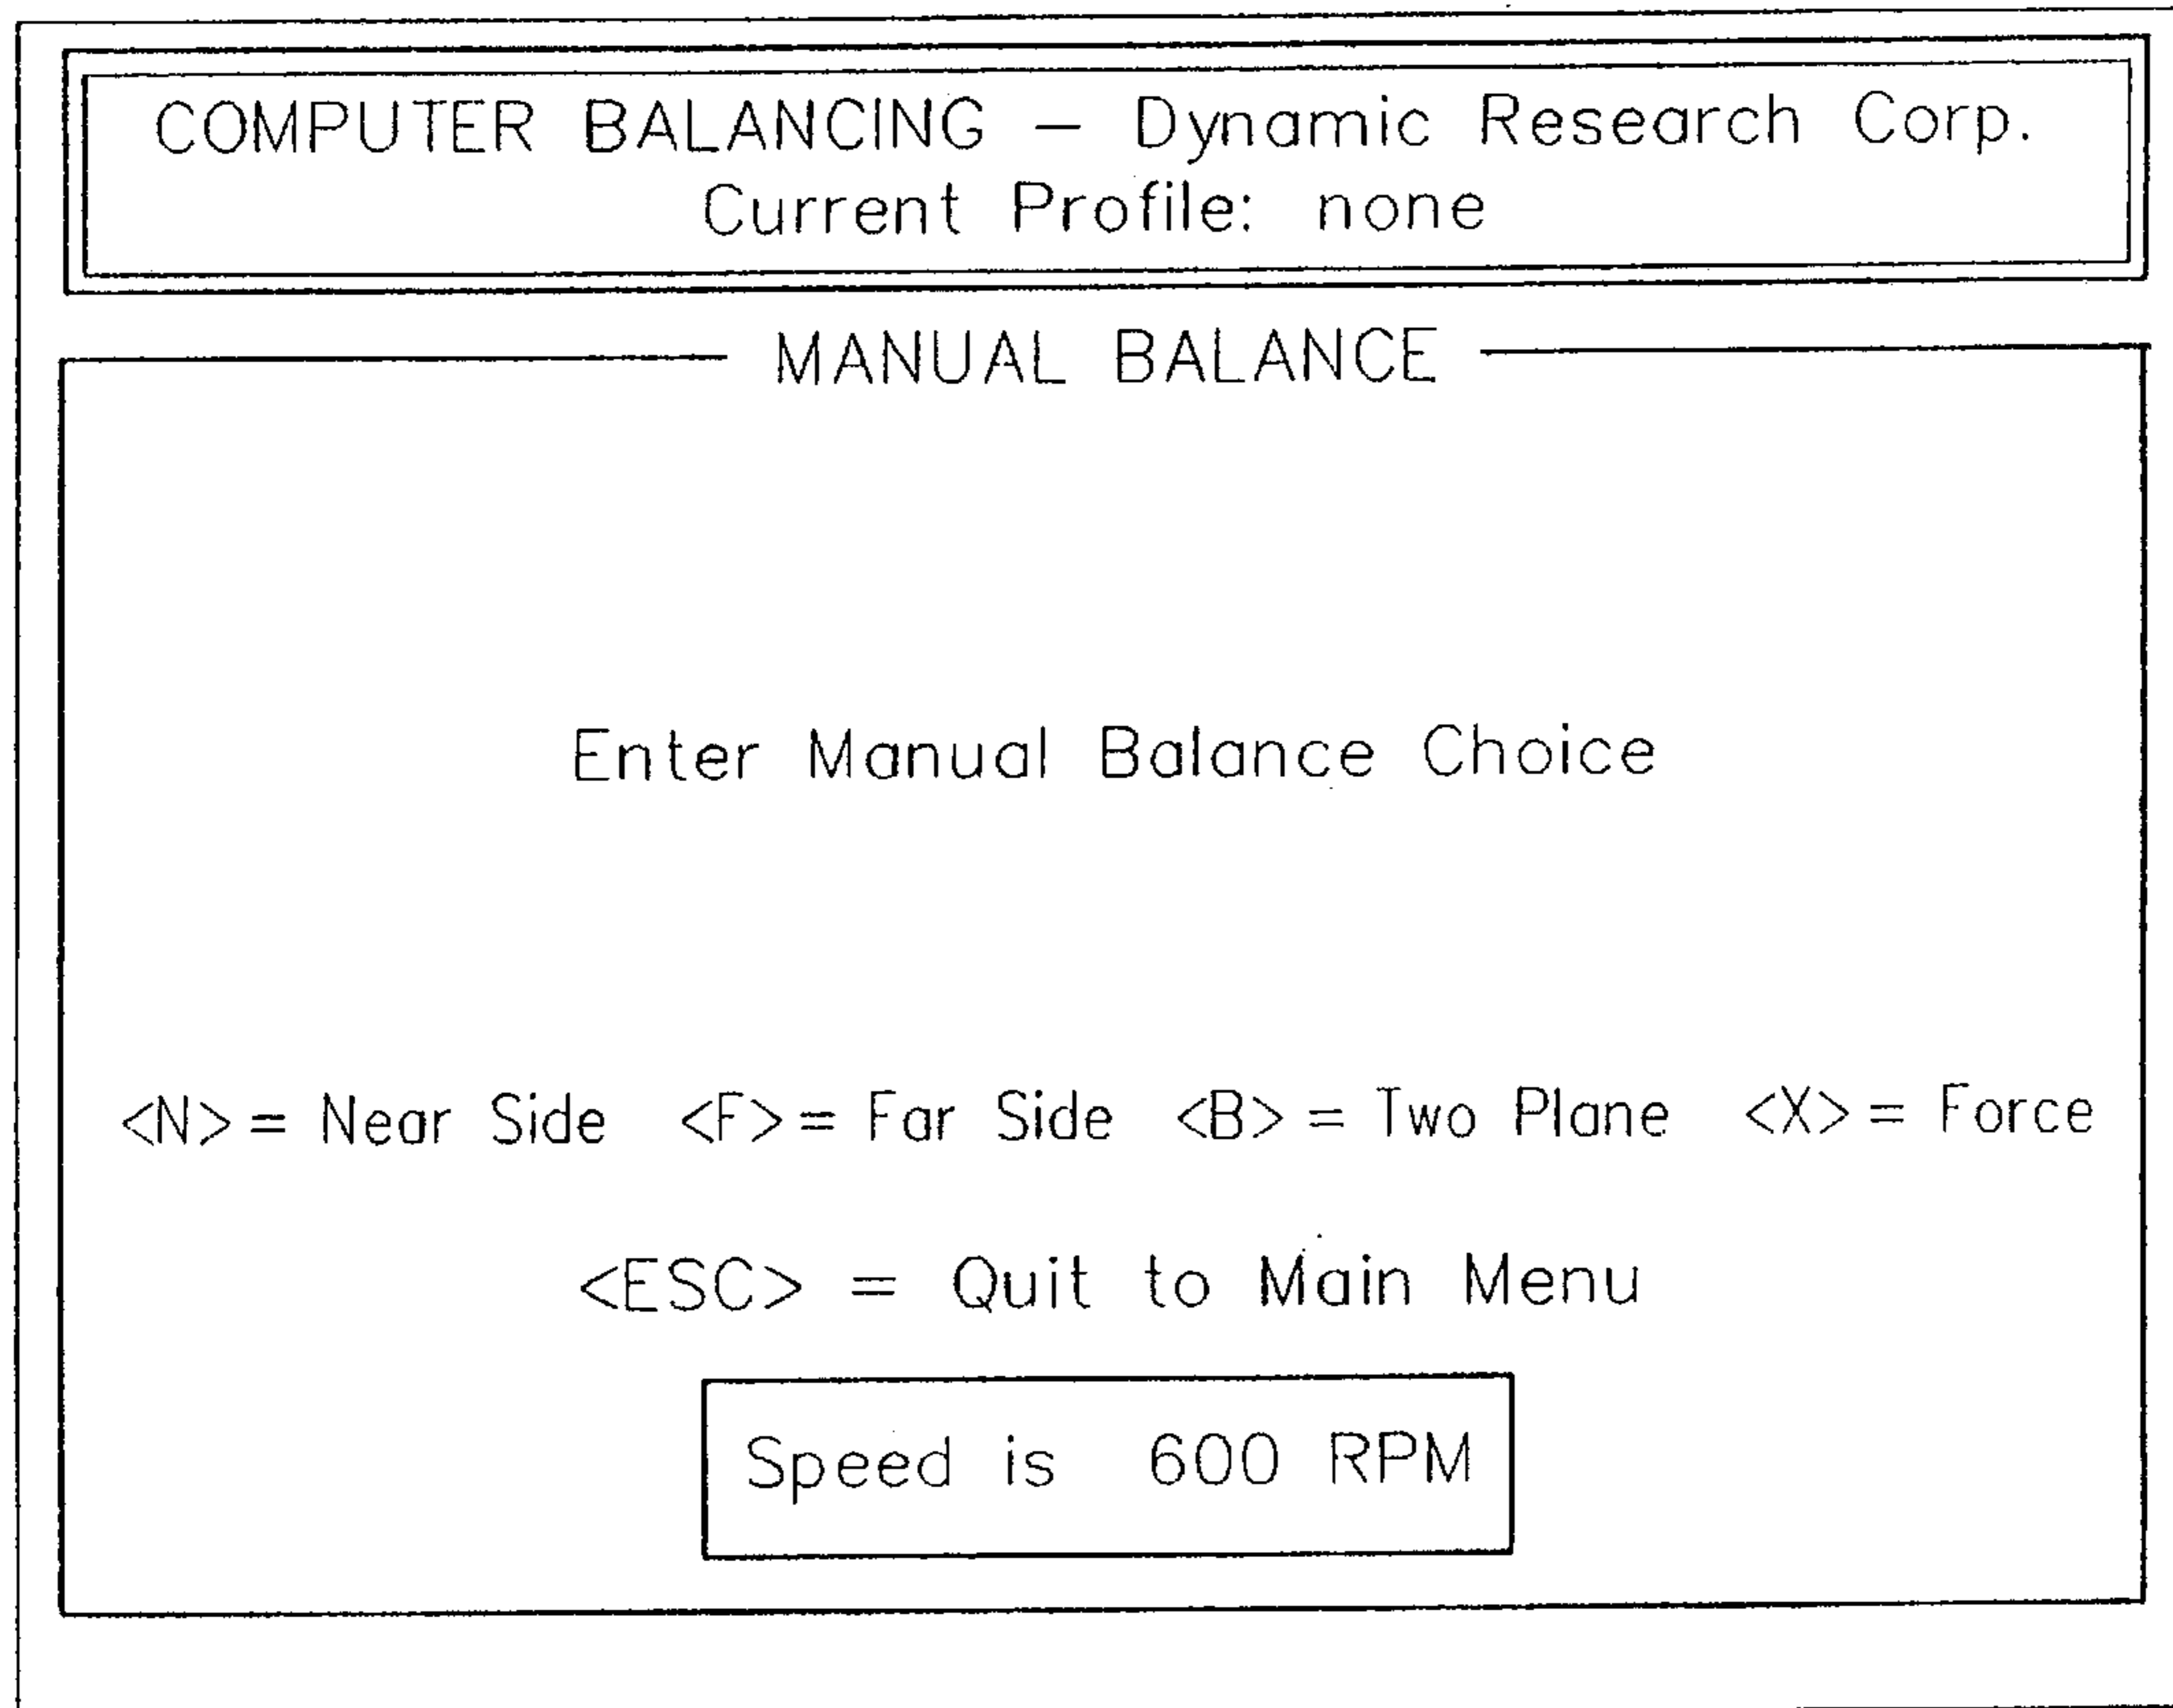 COMPUTER BALANCING – Dynamic Research Corp.
Current Profile: none
MANUAL BALANCE
Enter Manual Balance Choice
<N>= Near Side <F>= Far Side <B>= Two Plane <X>= Force
<ESC> = Quit to Main Menu
Speed is 600 RPM